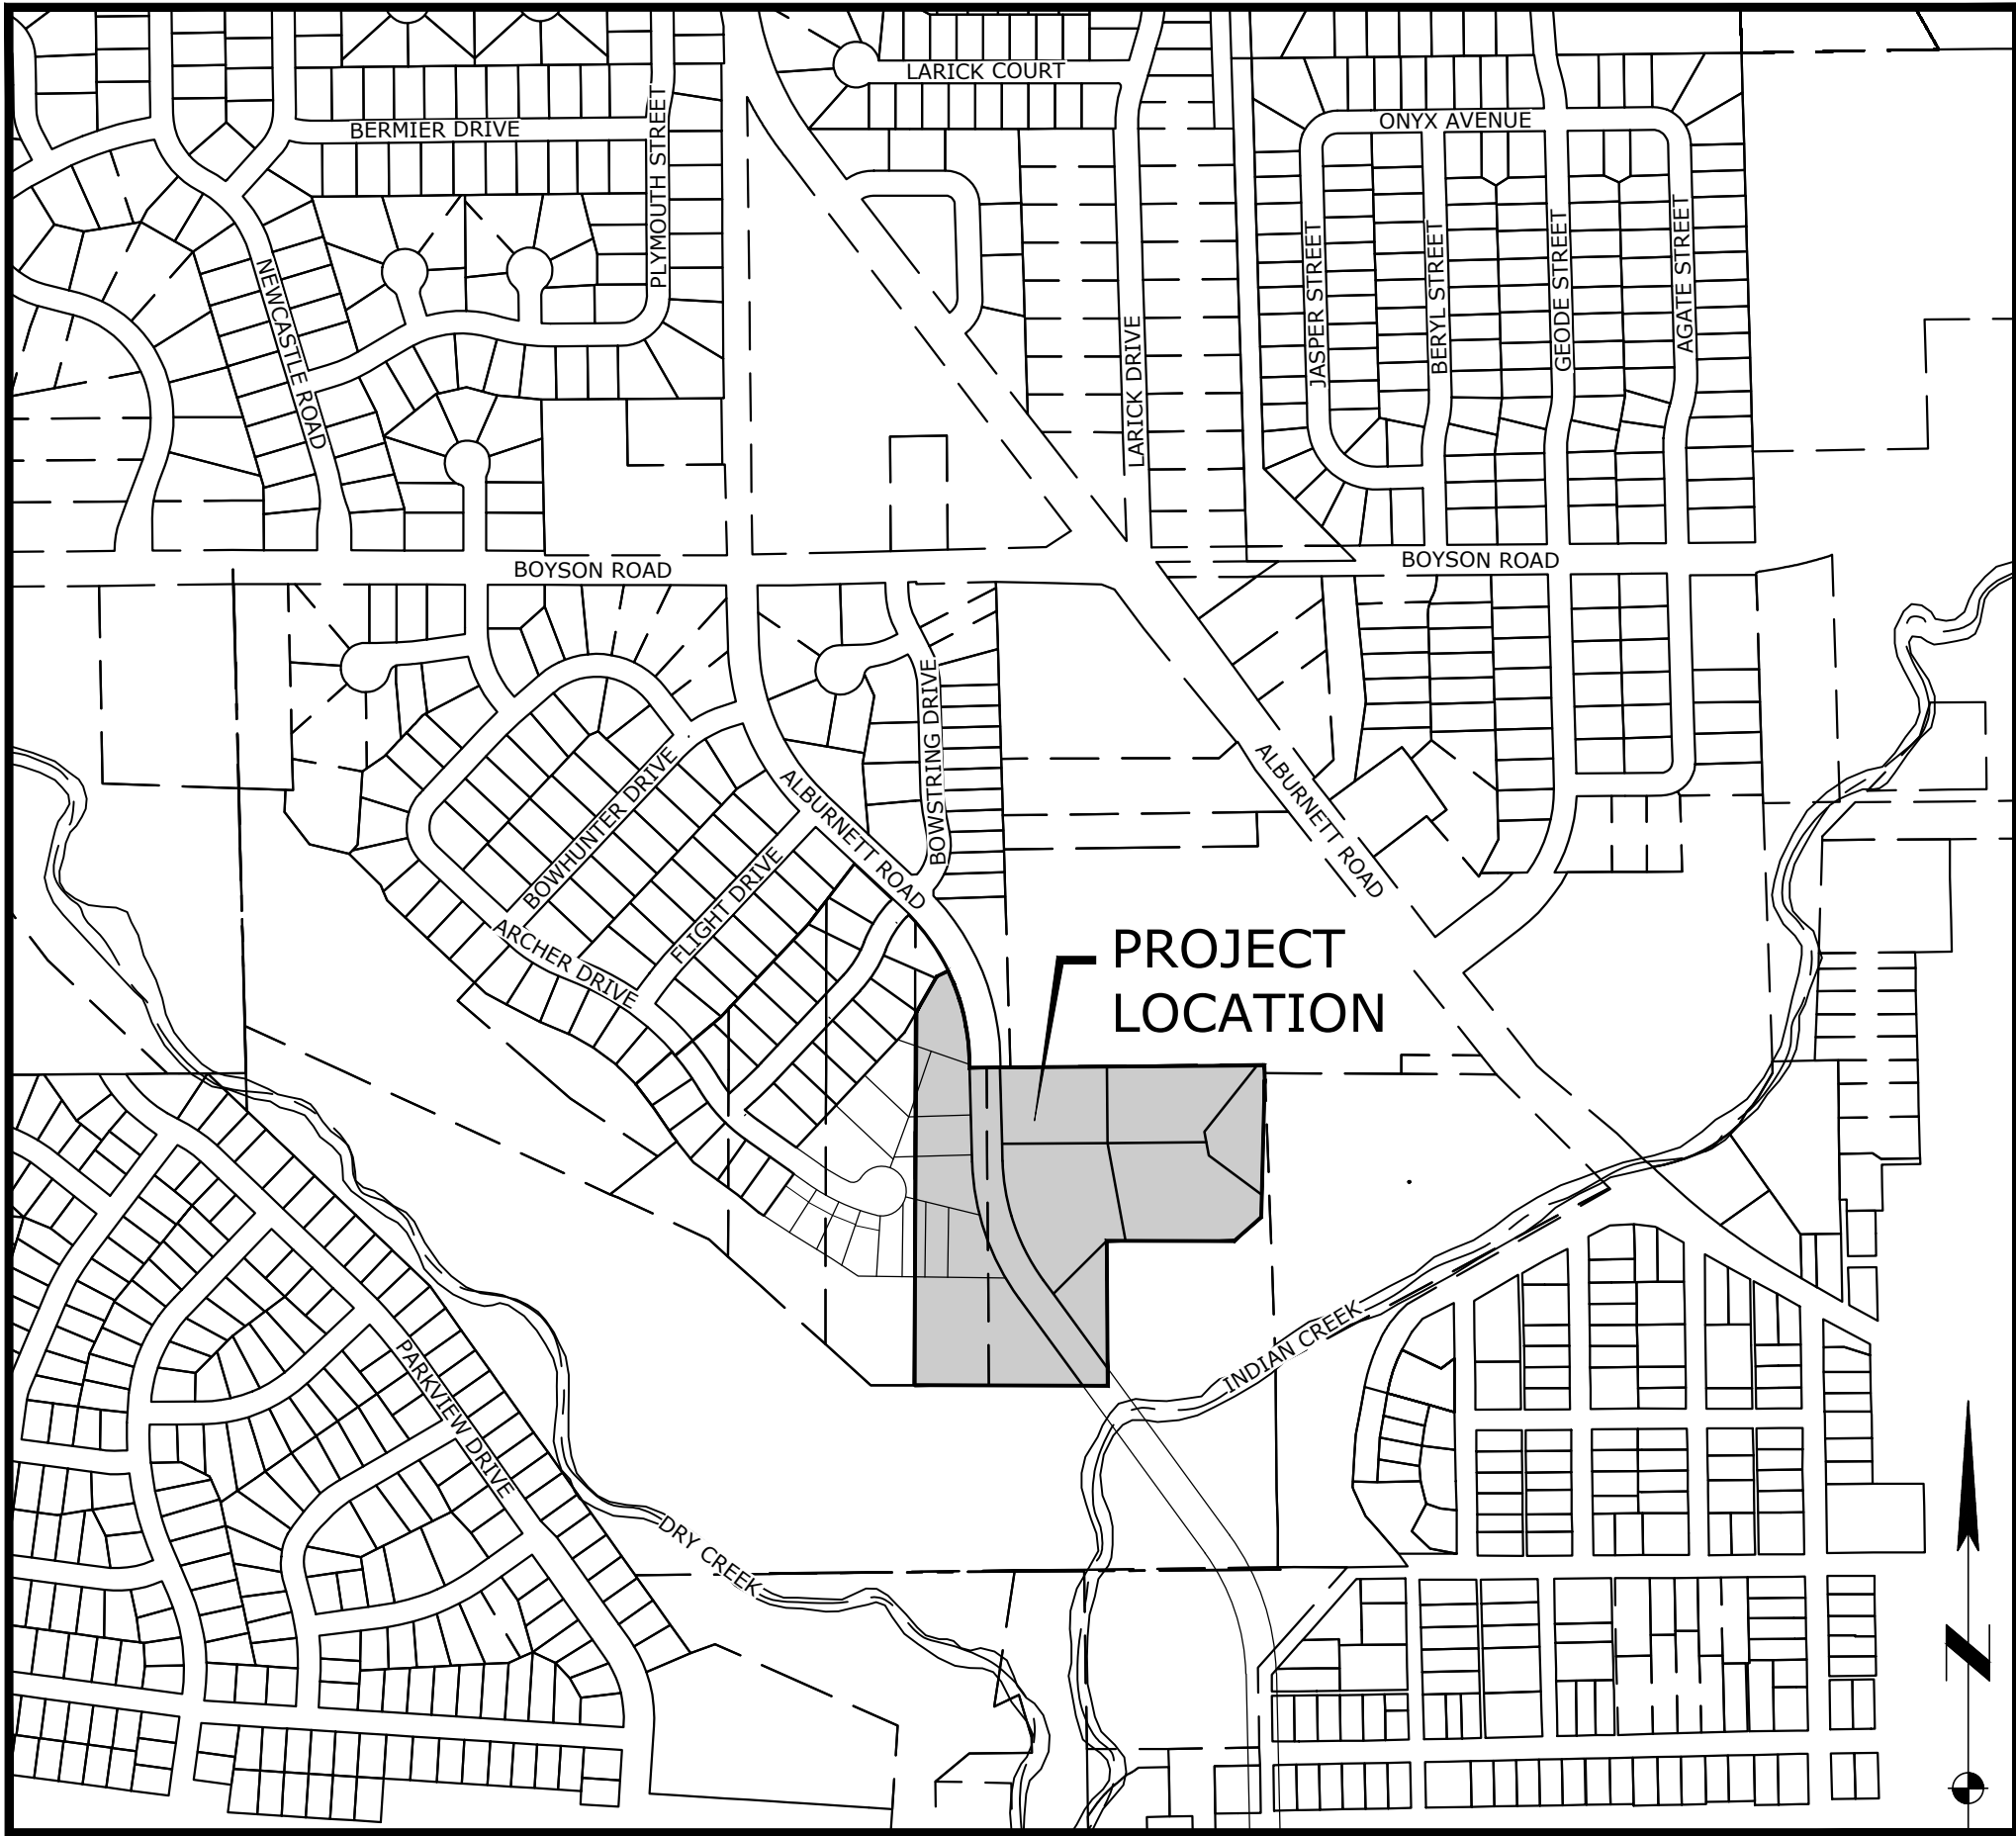 LARICK COURT
BERMIER DRIVE
PLYMOUTH STREET
ONYX AVENUE
NEWCASTLE ROAD
LARICK DRIVE
JASPER STREET
BERYL STREET
GEODE STREET
AGATE STREET
BOYSON ROAD
BOYSON ROAD
BOWHUNTER DRIVE
ALBURNETT ROAD
BOWSTRING DRIVE
ALBURNETT ROAD
FLIGHT DRIVE
ARCHER DRIVE
PROJECT
LOCATION
INDIAN CREEK
PARKVIEW DRIVE
DRY CREEK
N